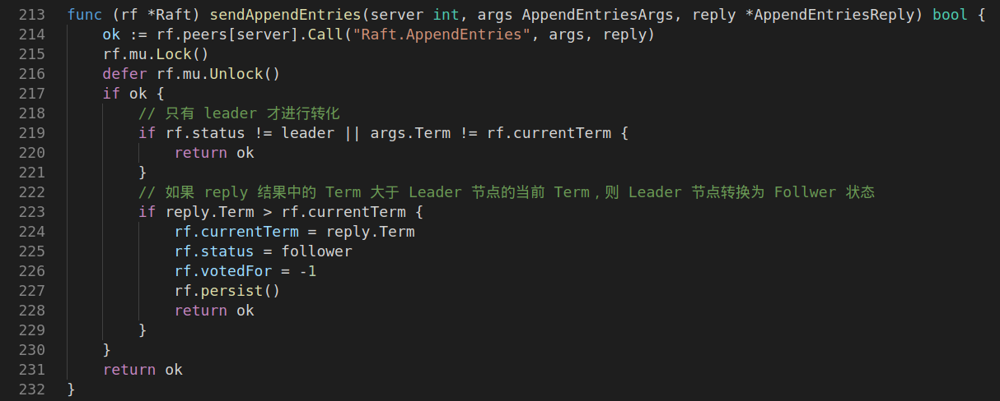 213 func (rf *Raft) sendAppendEntries(server int, args AppendEntriesArgs, reply *AppendEntriesReply) bool {
214     ok := rf.peers[server].Call("Raft.AppendEntries", args, reply)
215     rf.mu.Lock()
216     defer rf.mu.Unlock()
217     if ok {
218         // 只有 leader 才进行转化
219         if rf.status != leader || args.Term != rf.currentTerm {
220             return ok
221         }
222         // 如果 reply 结果中的 Term 大于 Leader 节点的当前 Term，则 Leader 节点转换为 Follwer 状态
223         if reply.Term > rf.currentTerm {
224             rf.currentTerm = reply.Term
225             rf.status = follower
226             rf.votedFor = -1
227             rf.persist()
228             return ok
229         }
230     }
231     return ok
232 }